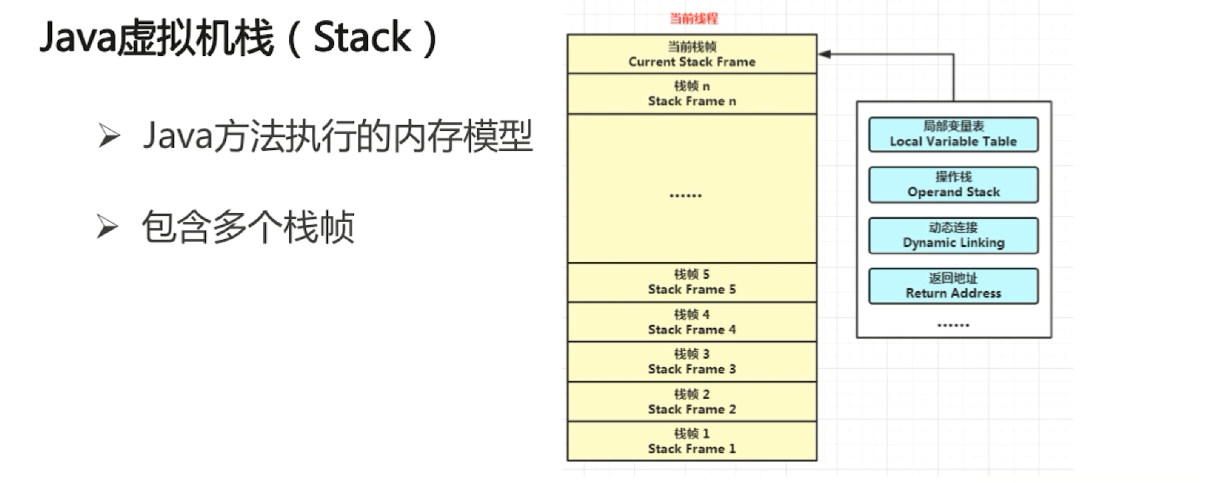 Java虚拟机栈（Stack）
Java方法执行的内存模型
包含多个栈帧
当前线程
当前栈帧
Current Stack Frame
栈帧 n
Stack Frame n
......
栈帧 5
Stack Frame 5
栈帧 4
Stack Frame 4
栈帧 3
Stack Frame 3
栈帧 2
Stack Frame 2
栈帧 1
Stack Frame 1
局部变量表
Local Variable Table
操作栈
Operand Stack
动态连接
Dynamic Linking
返回地址
Return Address
......